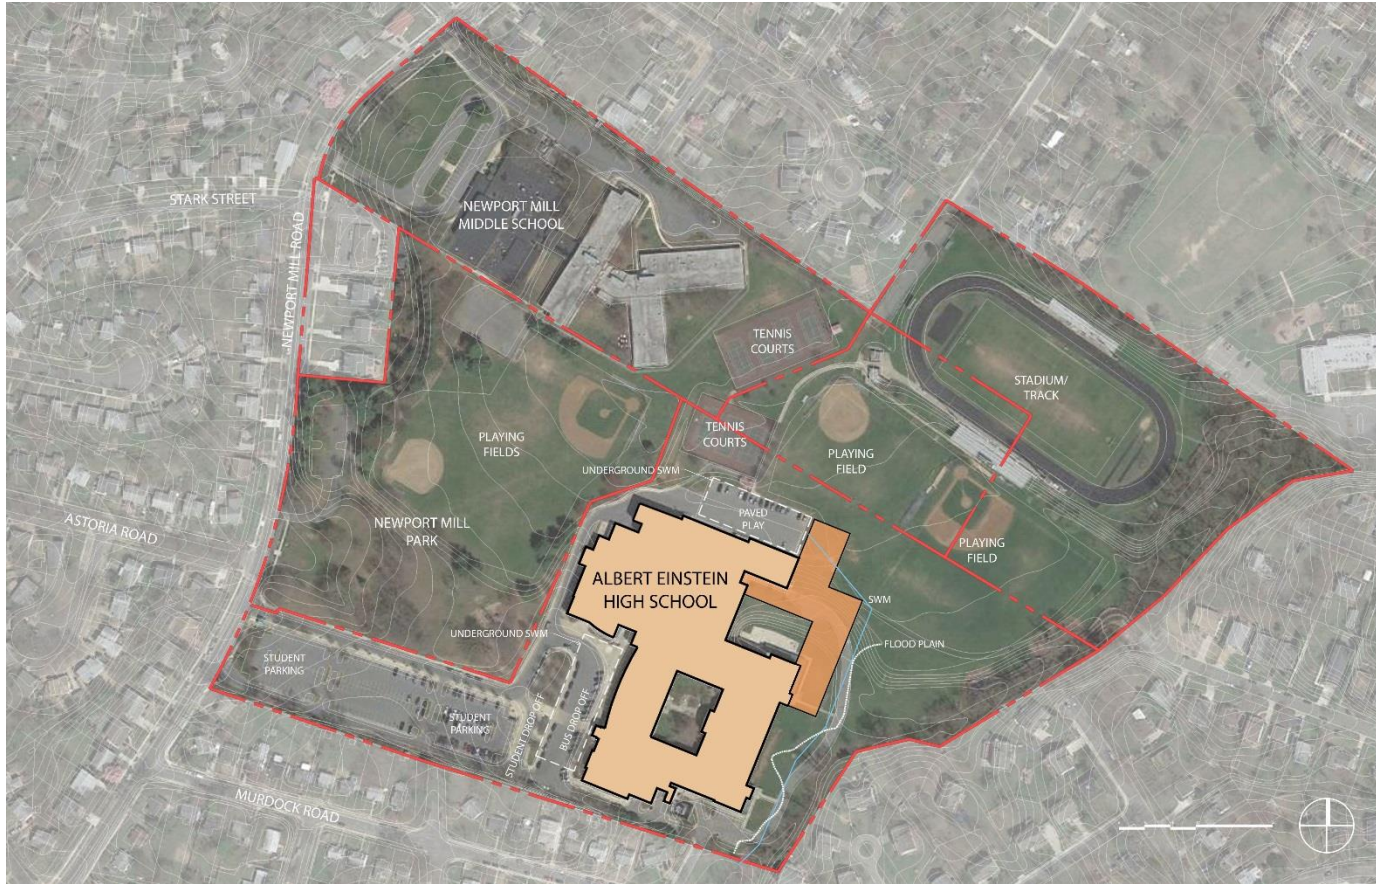 STARK STREET
NEWPORT MILL ROAD
NEWPORT MILL
MIDDLE SCHOOL
TENNIS
COURTS
STADIUM/
TRACK
TENNIS
COURTS
PLAYING
FIELDS
PLAYING
FIELD
UNDERGROUND SWM
PAVED
PLAY
ASTORIA ROAD
NEWPORT MILL
PARK
PLAYING
FIELD
ALBERT EINSTEIN
HIGH SCHOOL
SWM
UNDERGROUND SWM
FLOOD PLAIN
STUDENT
PARKING
STUDENT
PARKING
STUDENT DROP OFF
BUS DROP OFF
MURDOCK ROAD